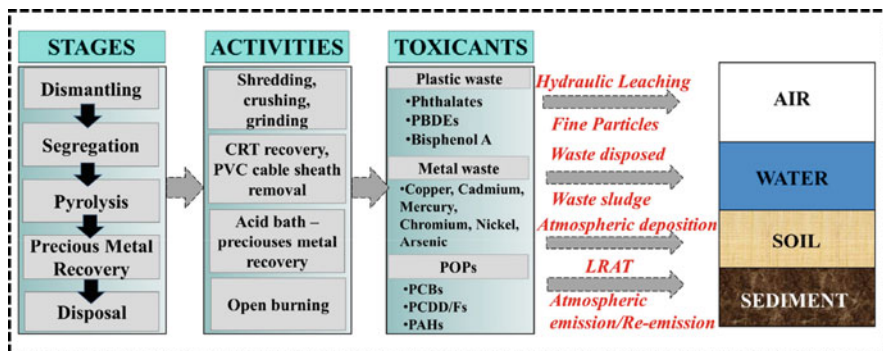 STAGES
Dismantling
Segregation
Pyrolysis
Precious Metal
Recovery
Disposal
ACTIVITIES
Shredding,
crushing,
grinding
CRT recovery,
PVC cable sheath
removal
Acid bath –
preciouses metal
recovery
Open burning
TOXICANTS
Plastic waste
•Phthalates
•PBDEs
•Bisphenol A
Metal waste
•Copper, Cadmium,
Mercury,
Chromium, Nickel,
Arsenic
POPs
•PCBs
•PCDD/Fs
•PAHs
Hydraulic Leaching
Fine Particles
Waste disposed
Waste sludge
Atmospheric deposition
LRAT
Atmospheric
emission/Re-emission
AIR
WATER
SOIL
SEDIMENT